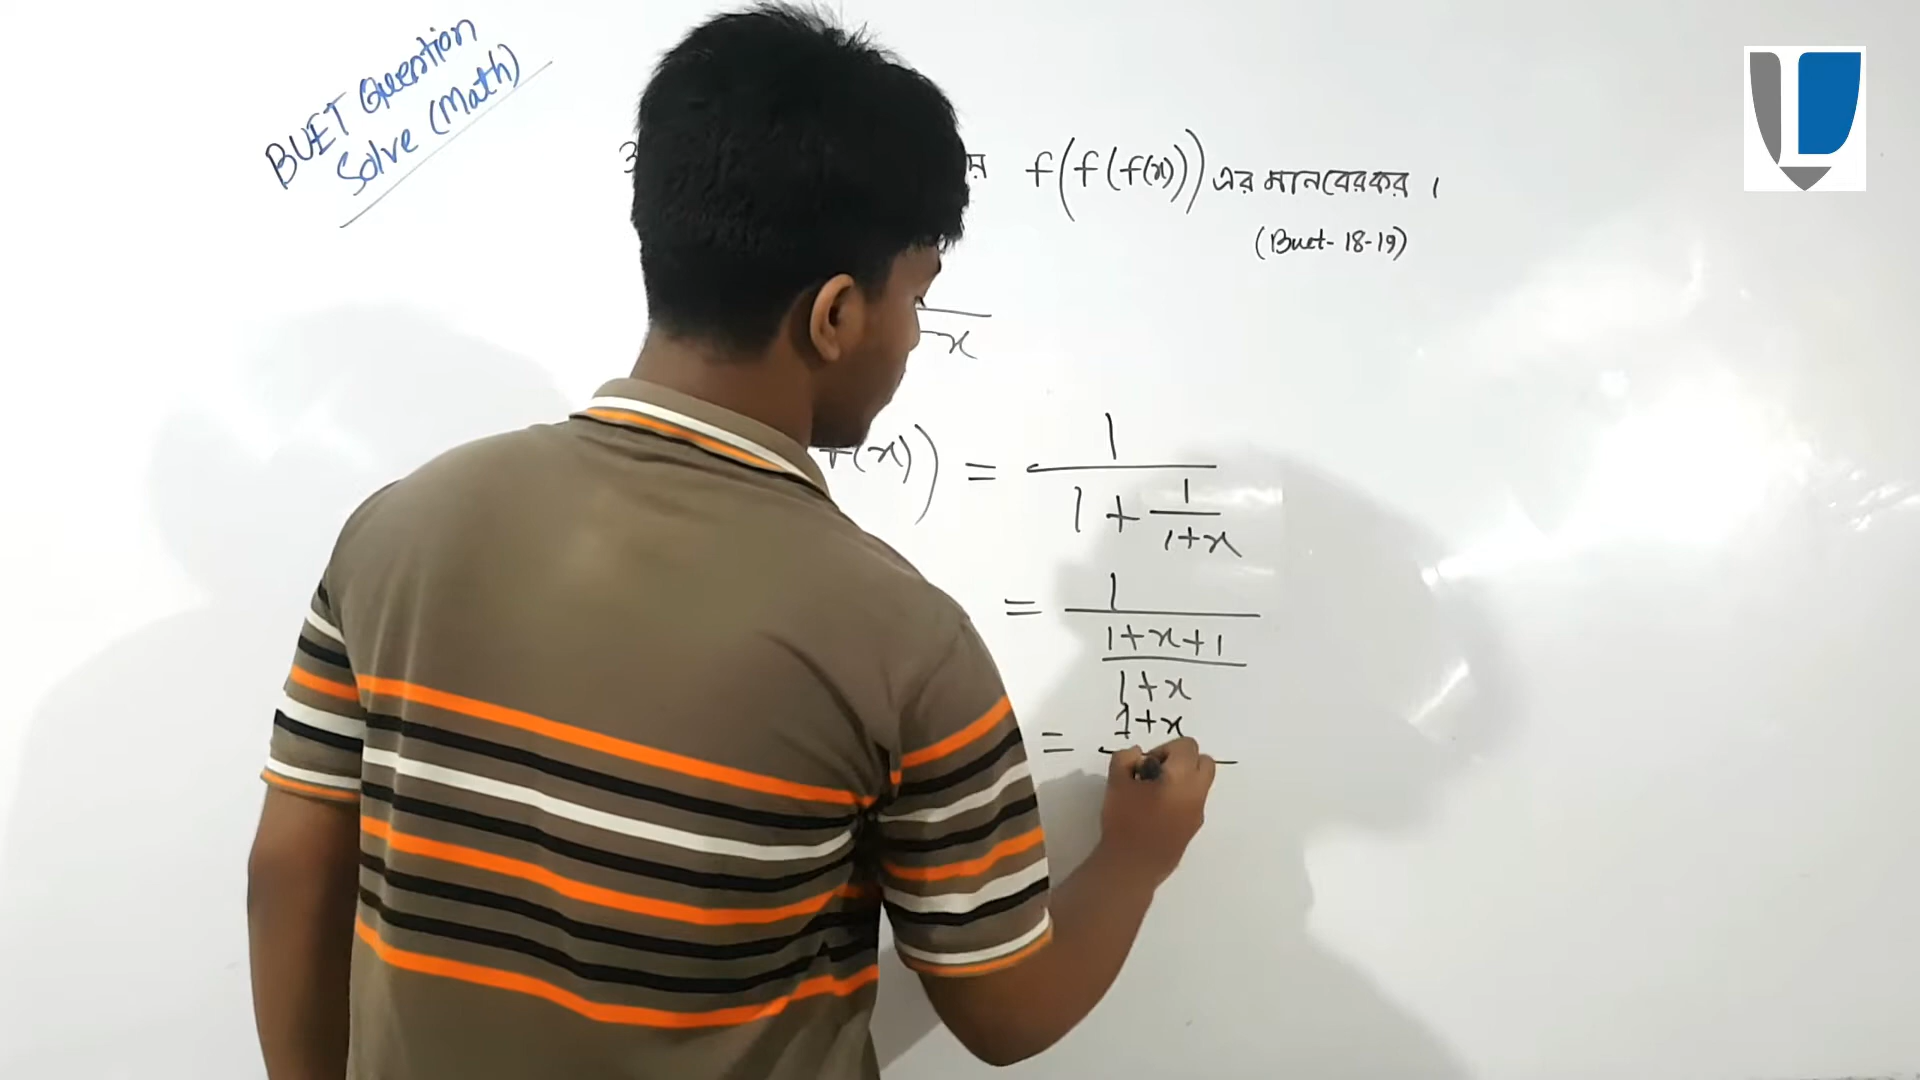 BUET Question
Solve (Math)
f(f(f(x))) এর মান বের কর ।
(Buet- 18-19)
x
f(x)) = 1 / (1 + 1/(1+x))
= 1 / ((1+x+1)/(1+x))
= 1+x